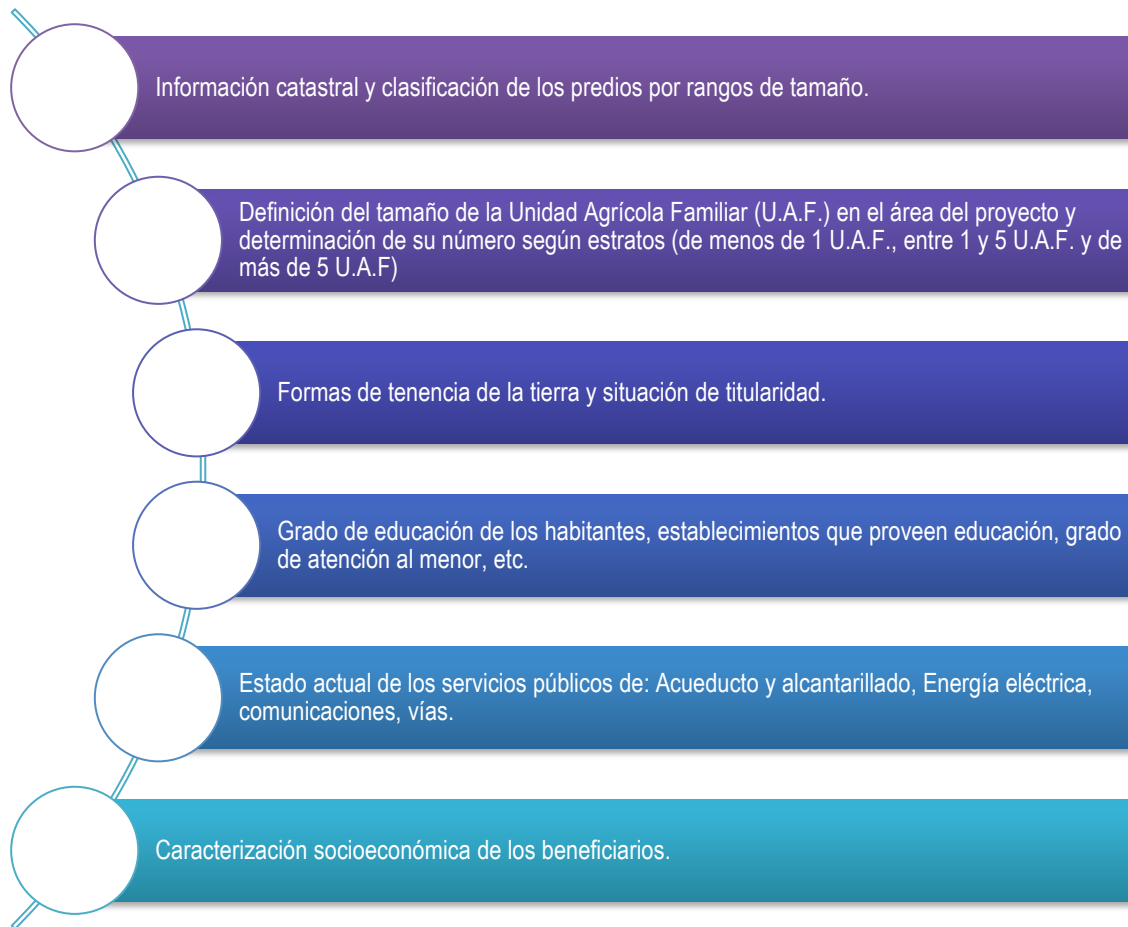 Información catastral y clasificación de los predios por rangos de tamaño.
Definición del tamaño de la Unidad Agrícola Familiar (U.A.F.) en el área del proyecto y
determinación de su número según estratos (de menos de 1 U.A.F., entre 1 y 5 U.A.F. y de
más de 5 U.A.F)
Formas de tenencia de la tierra y situación de titularidad.
Grado de educación de los habitantes, establecimientos que proveen educación, grado
de atención al menor, etc.
Estado actual de los servicios públicos de: Acueducto y alcantarillado, Energía eléctrica,
comunicaciones, vías.
Caracterización socioeconómica de los beneficiarios.